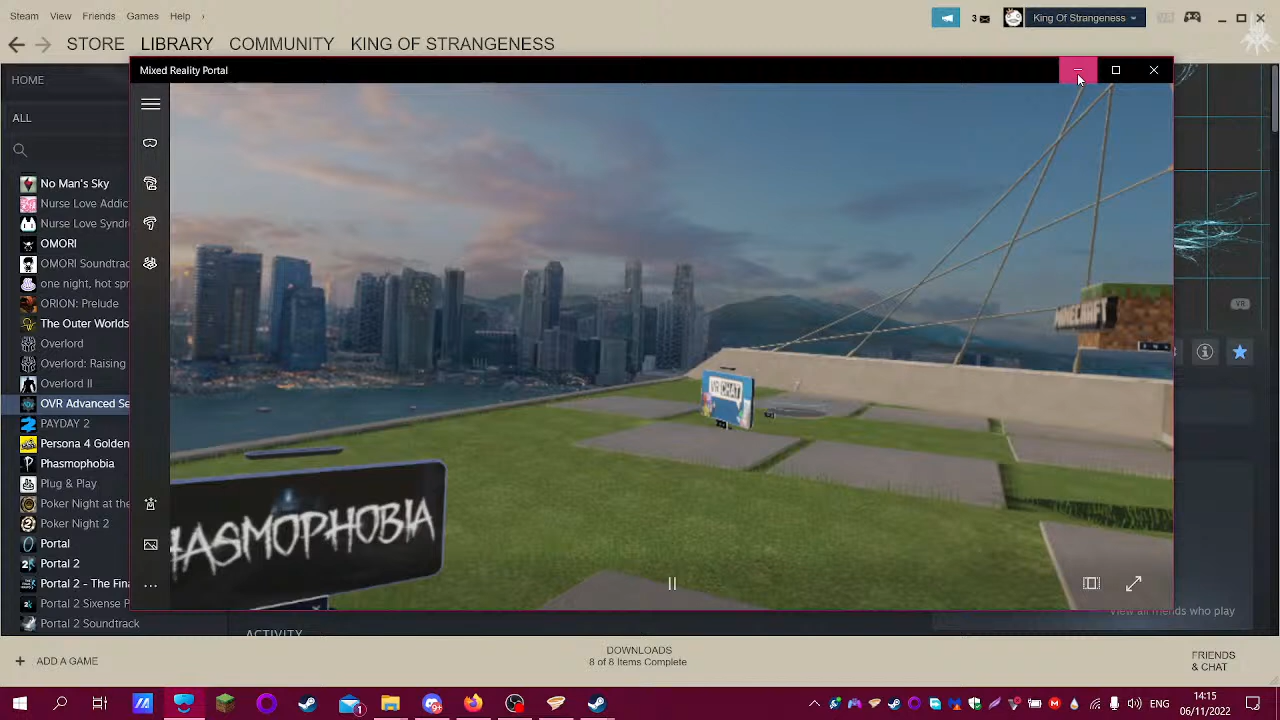 Steam View Friends Games Help
3
King Of Strangeness
STORE LIBRARY COMMUNITY KING OF STRANGENESS
Mixed Reality Portal
HOME
ALL
No Man's Sky
Nurse Love Addic
Nurse Love Syndr
OMORI
OMORI Soundtrac
one night, hot spr
ORION: Prelude
The Outer Worlds
Overlord
Overlord: Raising
Overlord II
OVR Advanced Se
PAYDAY 2
Persona 4 Golden
Phasmophobia
Plug & Play
Poker Night at the
Poker Night 2
Portal
Portal 2
Portal 2 - The Fina
Portal 2 Sixense P
Portal 2 Soundtrack
MINECRAFT
VR CHAT
HASMOPHOBIA
VR
View all friends who play
ACTIVITY
ADD A GAME
DOWNLOADS
8 of 8 Items Complete
FRIENDS
& CHAT
ENG
14:15
06/11/2022